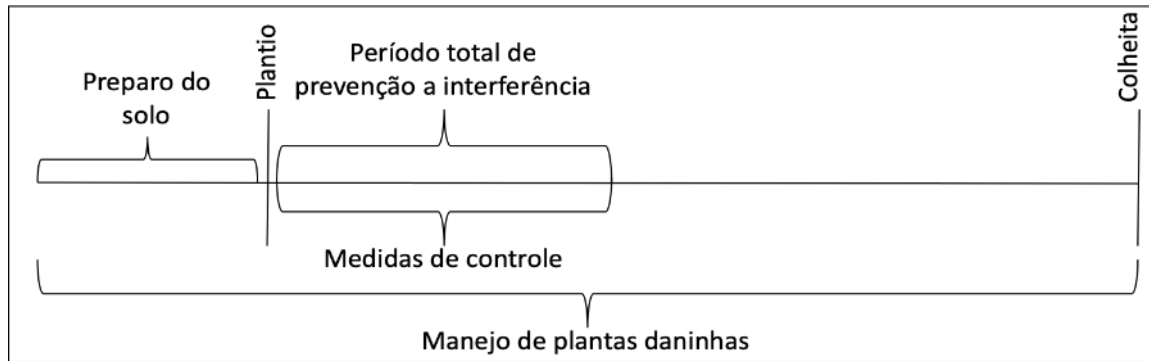 Preparo do
solo
Plantio
Período total de
prevenção a interferência
Colheita
Medidas de controle
Manejo de plantas daninhas